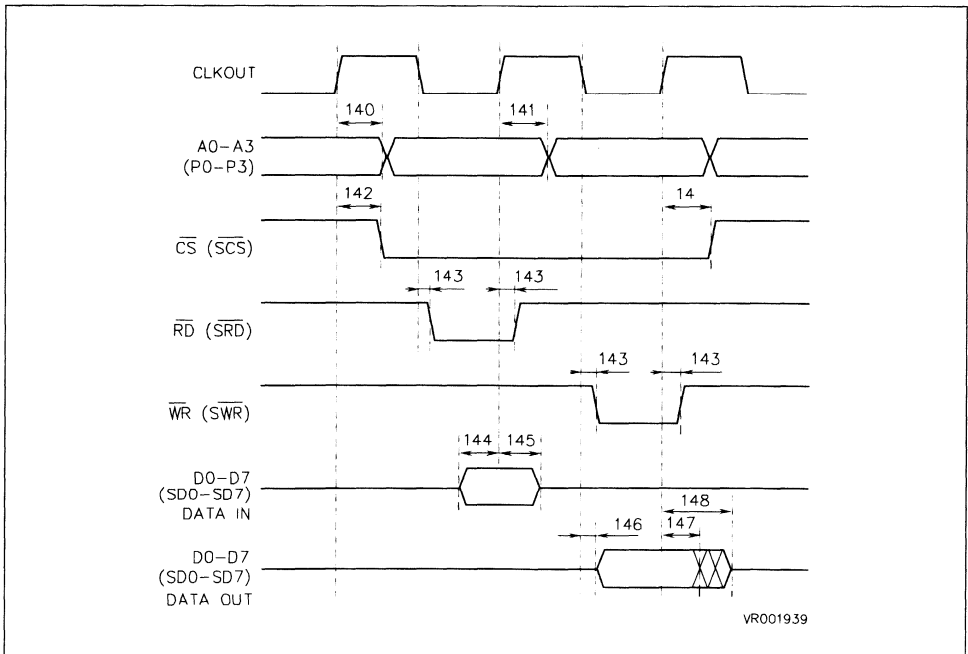 CLKOUT
140 141
A0-A3
(P0-P3)
142 14
CS (SCS)
143 143
RD (SRD)
143 143
WR (SWR)
144 145
D0-D7
(SD0-SD7)
DATA IN
148
146 147
D0-D7
(SD0-SD7)
DATA OUT
VR001939